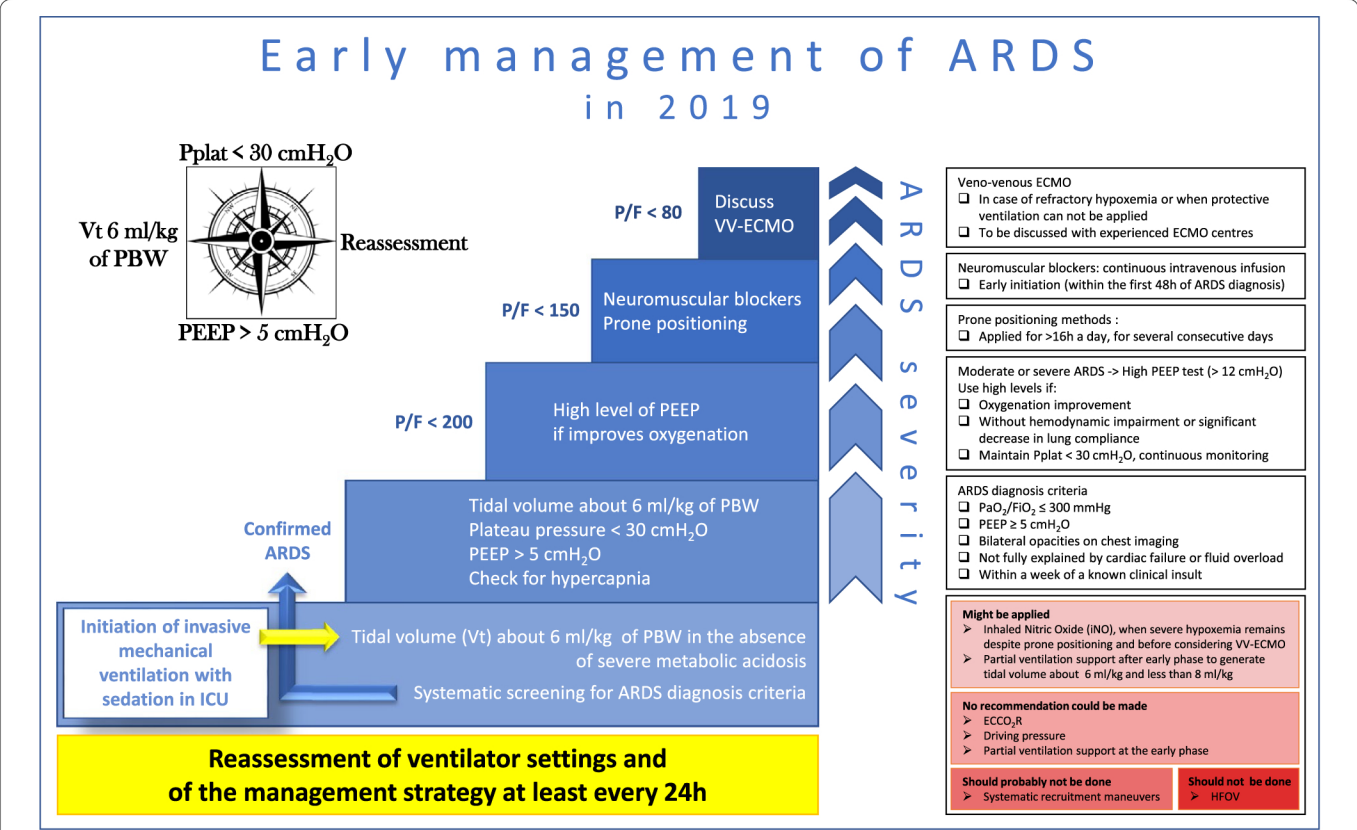 Early management of ARDS
in 2019
Pplat < 30 cmH₂O
Vt 6 ml/kg
of PBW
Reassessment
PEEP > 5 cmH₂O
P/F < 80
Discuss
VV-ECMO
P/F < 150
Neuromuscular blockers
Prone positioning
P/F < 200
High level of PEEP
if improves oxygenation
Confirmed
ARDS
Tidal volume about 6 ml/kg of PBW
Plateau pressure < 30 cmH₂O
PEEP > 5 cmH₂O
Check for hypercapnia
Initiation of invasive
mechanical
ventilation with
sedation in ICU
Tidal volume (Vt) about 6 ml/kg of PBW in the absence
of severe metabolic acidosis
Systematic screening for ARDS diagnosis criteria
Reassessment of ventilator settings and
of the management strategy at least every 24h
ARDS severity
Veno-venous ECMO
❑ In case of refractory hypoxemia or when protective
ventilation can not be applied
❑ To be discussed with experienced ECMO centres
Neuromuscular blockers: continuous intravenous infusion
❑ Early initiation (within the first 48h of ARDS diagnosis)
Prone positioning methods :
❑ Applied for >16h a day, for several consecutive days
Moderate or severe ARDS -> High PEEP test (> 12 cmH₂O)
Use high levels if:
❑ Oxygenation improvement
❑ Without hemodynamic impairment or significant
decrease in lung compliance
❑ Maintain Pplat < 30 cmH₂O, continuous monitoring
ARDS diagnosis criteria
❑ PaO₂/FiO₂ ≤ 300 mmHg
❑ PEEP ≥ 5 cmH₂O
❑ Bilateral opacities on chest imaging
❑ Not fully explained by cardiac failure or fluid overload
❑ Within a week of a known clinical insult
Might be applied
➢ Inhaled Nitric Oxide (iNO), when severe hypoxemia remains
despite prone positioning and before considering VV-ECMO
➢ Partial ventilation support after early phase to generate
tidal volume about 6 ml/kg and less than 8 ml/kg
No recommendation could be made
➢ ECCO₂R
➢ Driving pressure
➢ Partial ventilation support at the early phase
Should probably not be done
➢ Systematic recruitment maneuvers
Should not be done
➢ HFOV